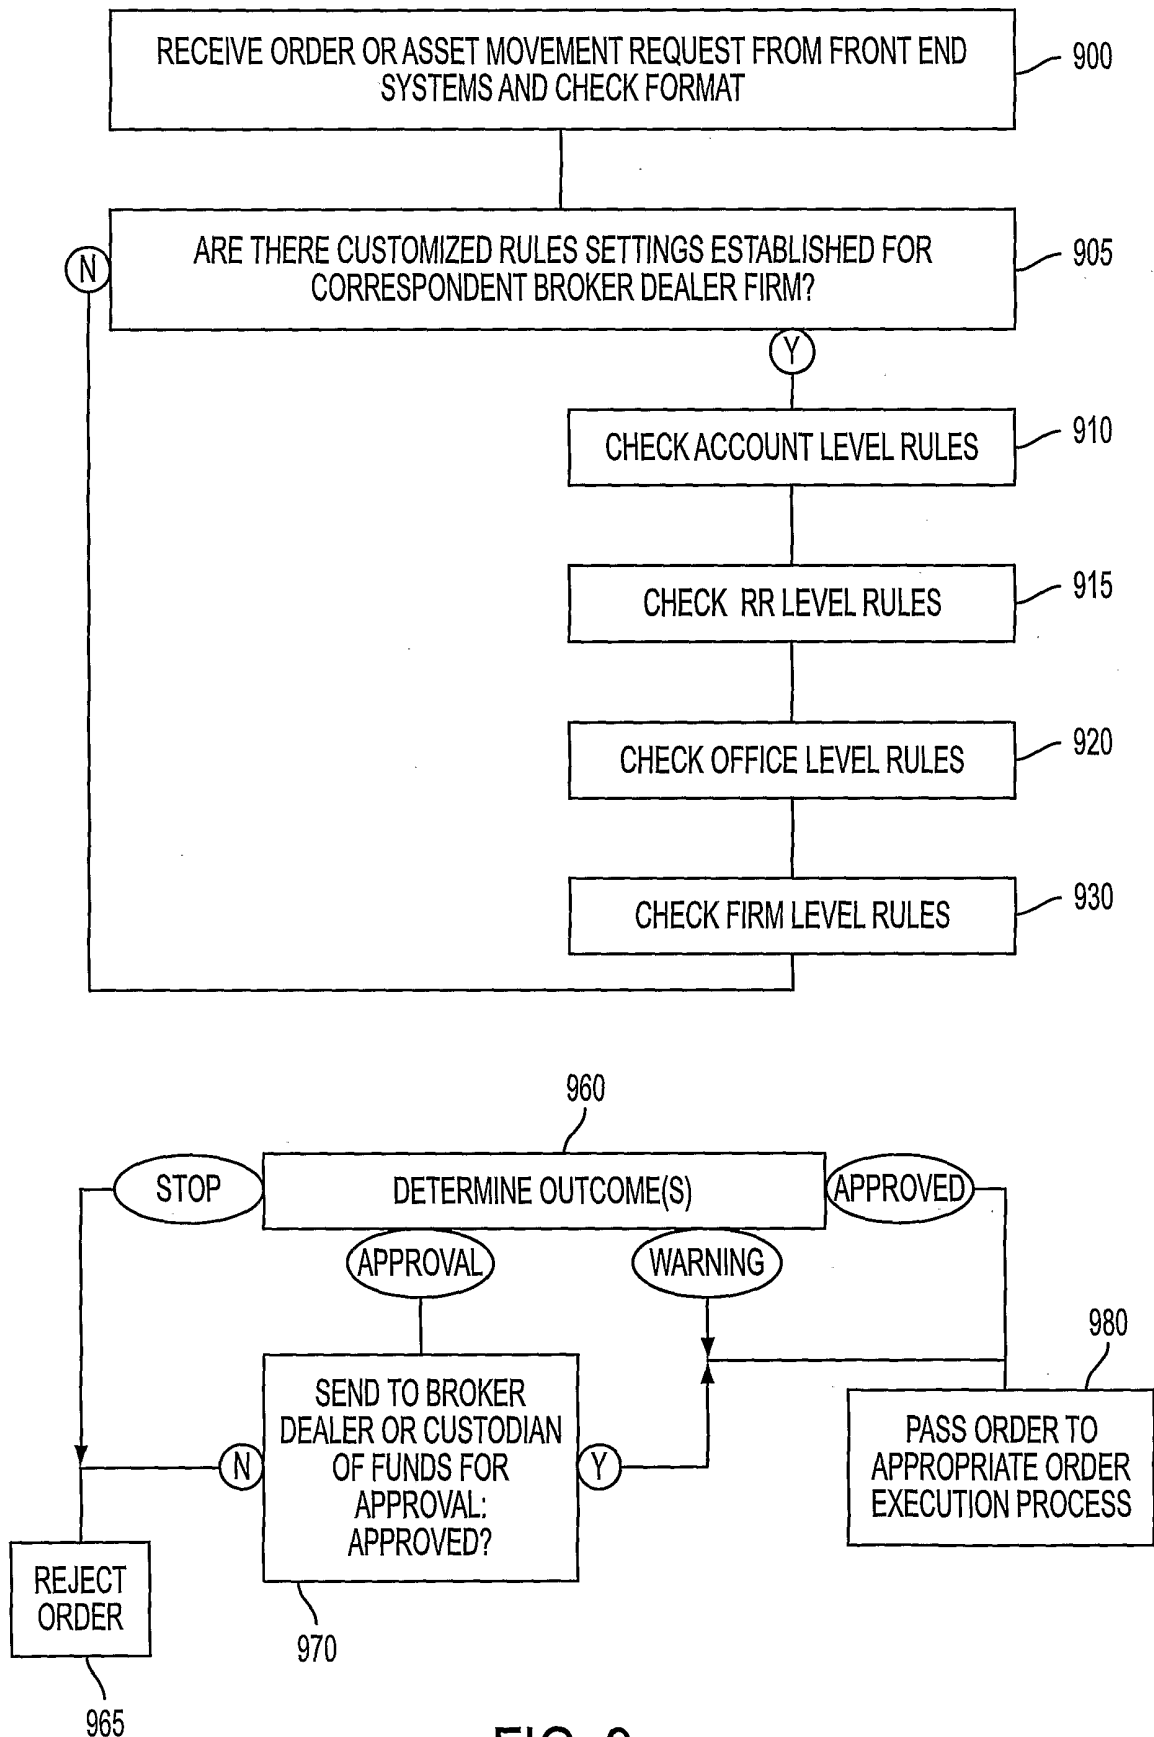 RECEIVE ORDER OR ASSET MOVEMENT REQUEST FROM FRONT END
SYSTEMS AND CHECK FORMAT
900
ARE THERE CUSTOMIZED RULES SETTINGS ESTABLISHED FOR
CORRESPONDENT BROKER DEALER FIRM?
905
N
Y
CHECK ACCOUNT LEVEL RULES
910
CHECK RR LEVEL RULES
915
CHECK OFFICE LEVEL RULES
920
CHECK FIRM LEVEL RULES
930
960
STOP
DETERMINE OUTCOME(S)
APPROVED
APPROVAL
WARNING
980
SEND TO BROKER
DEALER OR CUSTODIAN
OF FUNDS FOR
APPROVAL:
APPROVED?
N
Y
PASS ORDER TO
APPROPRIATE ORDER
EXECUTION PROCESS
REJECT
ORDER
970
965